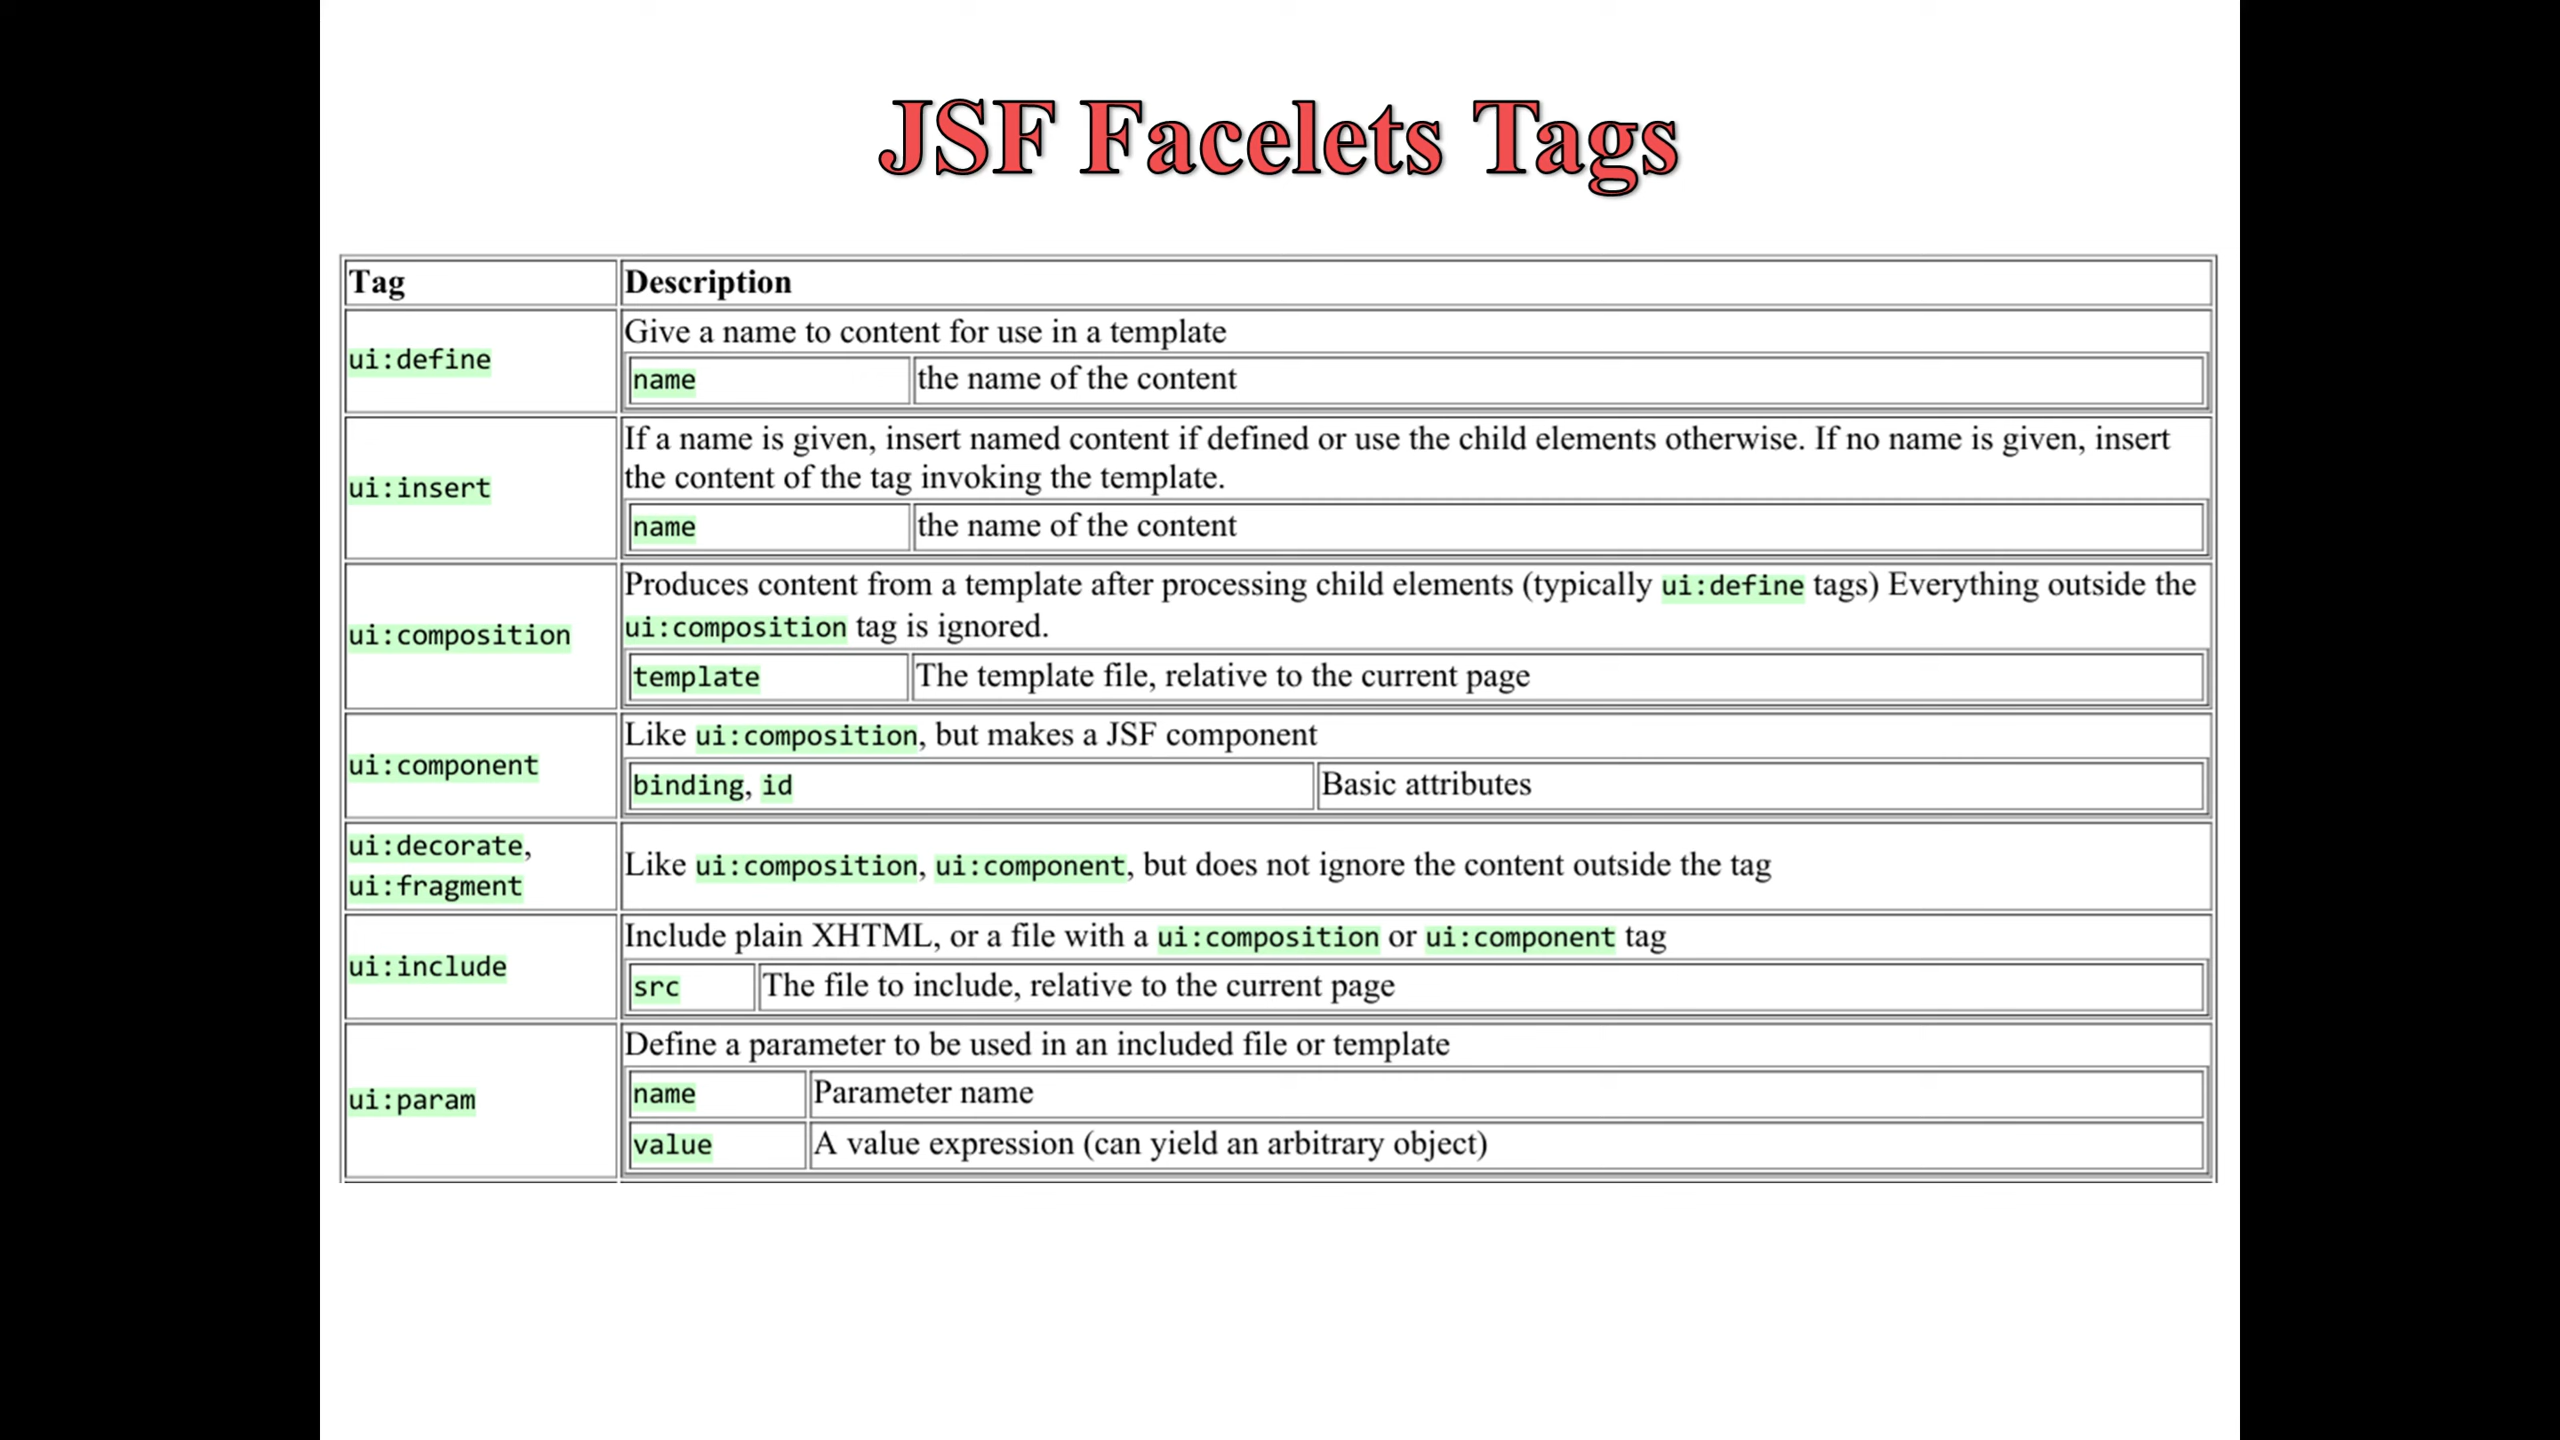 JSF Facelets Tags
Tag Description
ui:define
Give a name to content for use in a template
name the name of the content
ui:insert
If a name is given, insert named content if defined or use the child elements otherwise. If no name is given, insert
the content of the tag invoking the template.
name the name of the content
ui:composition
Produces content from a template after processing child elements (typically ui:define tags) Everything outside the
ui:composition tag is ignored.
template The template file, relative to the current page
ui:component
Like ui:composition, but makes a JSF component
binding, id Basic attributes
ui:decorate,
ui:fragment
Like ui:composition, ui:component, but does not ignore the content outside the tag
ui:include
Include plain XHTML, or a file with a ui:composition or ui:component tag
src The file to include, relative to the current page
ui:param
Define a parameter to be used in an included file or template
name Parameter name
value A value expression (can yield an arbitrary object)